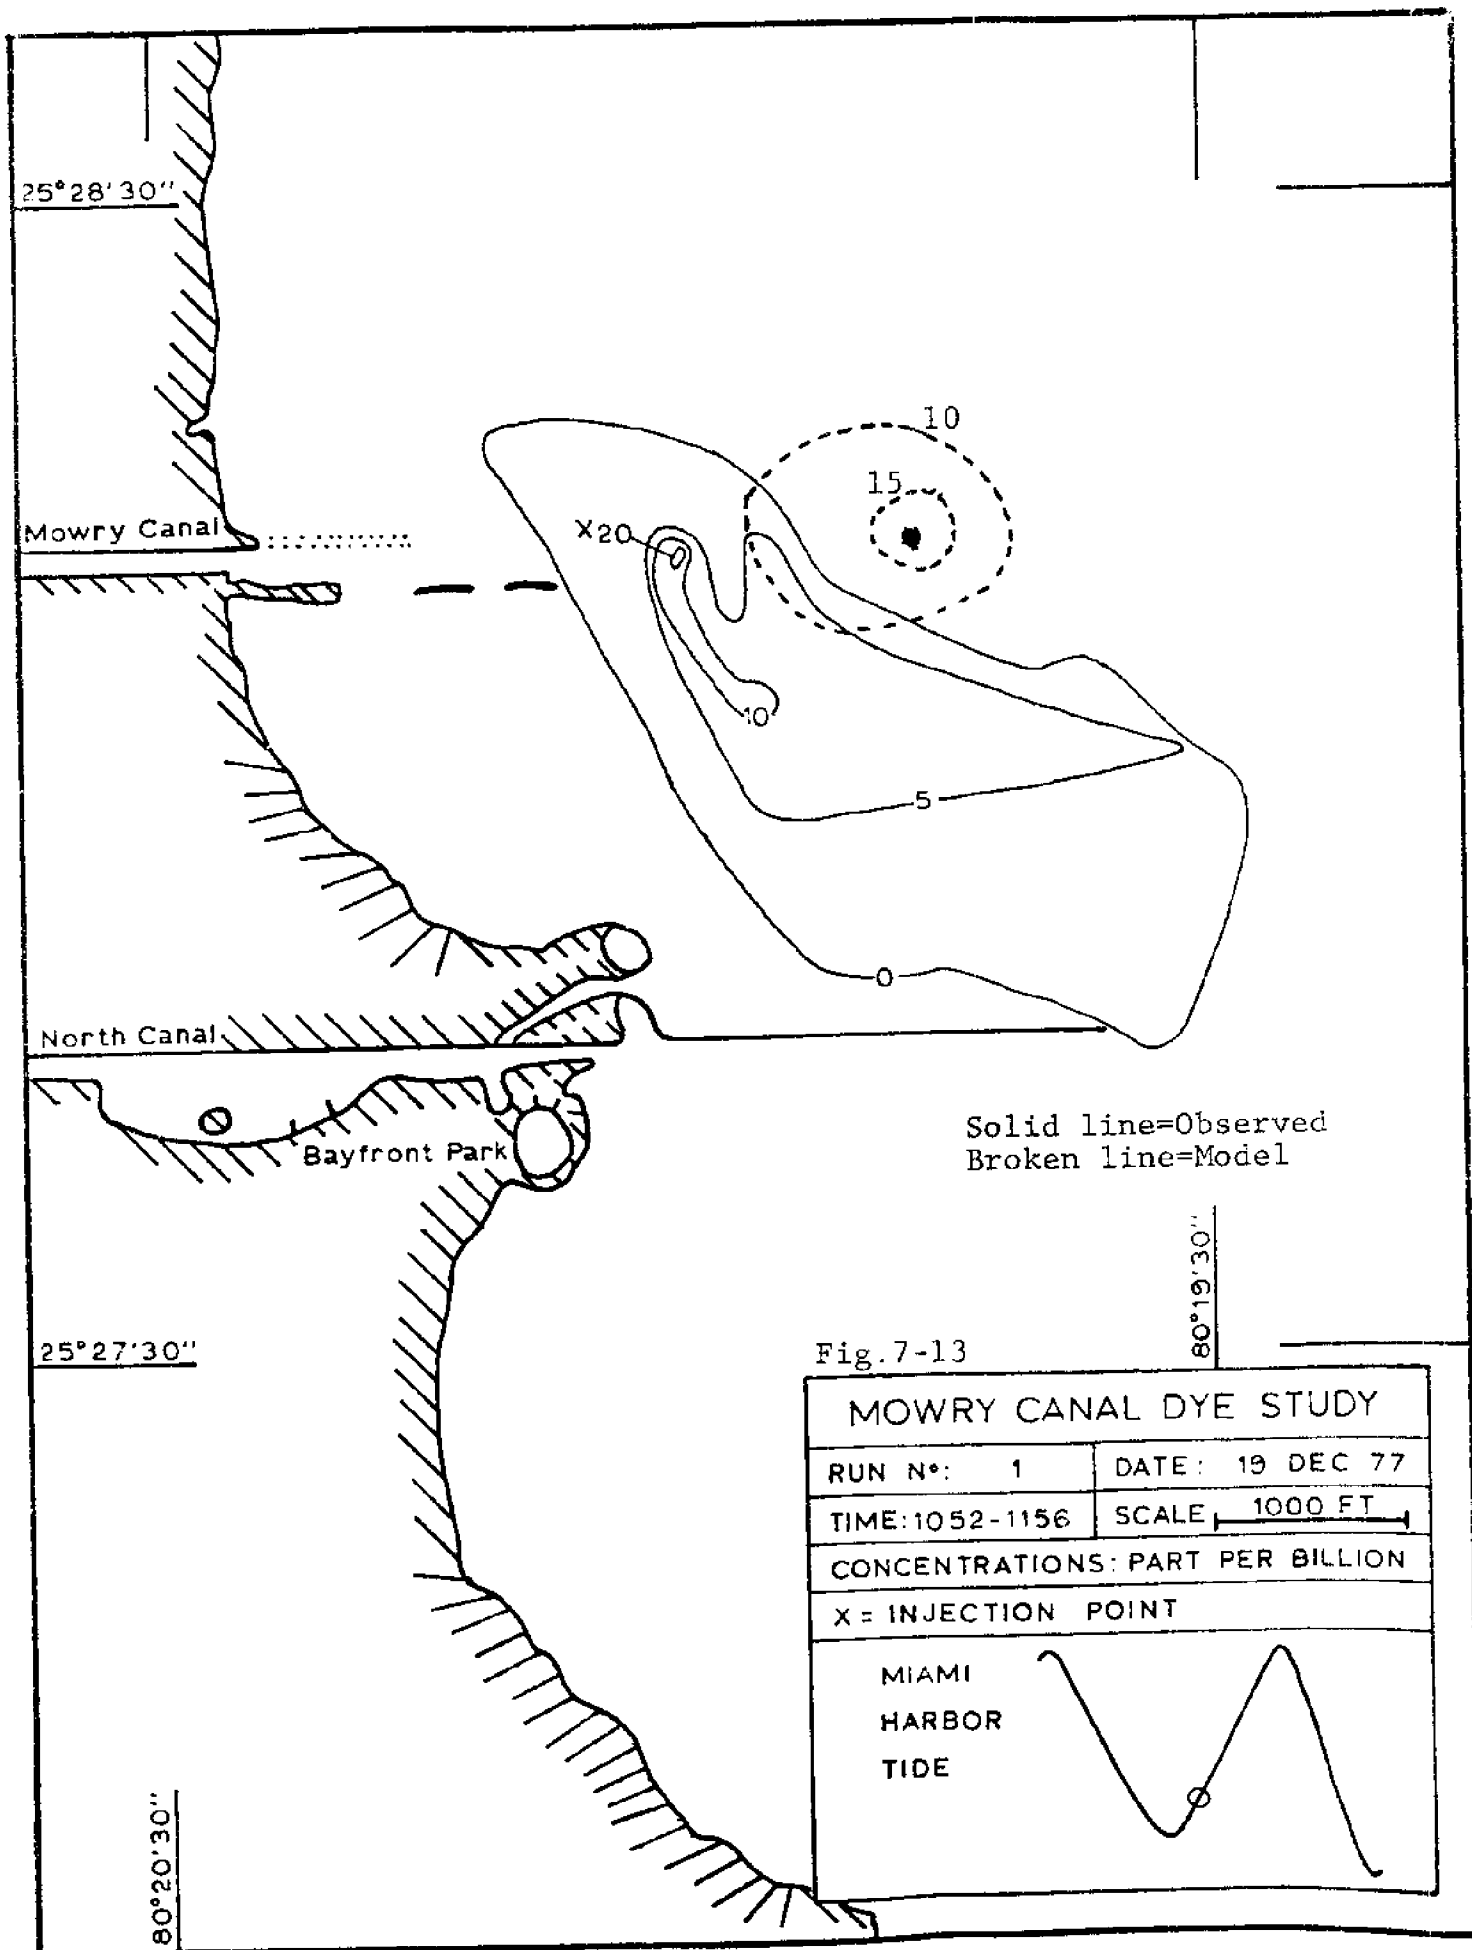 25°28'30"
10
15
Mowry Canal
X20
10
5
0
North Canal
Bayfront Park
Solid line=Observed
Broken line=Model
80°19'30"
25°27'30"
Fig.7-13
MOWRY CANAL DYE STUDY
RUN N°: 1
DATE: 19 DEC 77
TIME:1052-1156
SCALE 1000 FT
CONCENTRATIONS: PART PER BILLION
X = INJECTION POINT
MIAMI
HARBOR
TIDE
80°20'30"